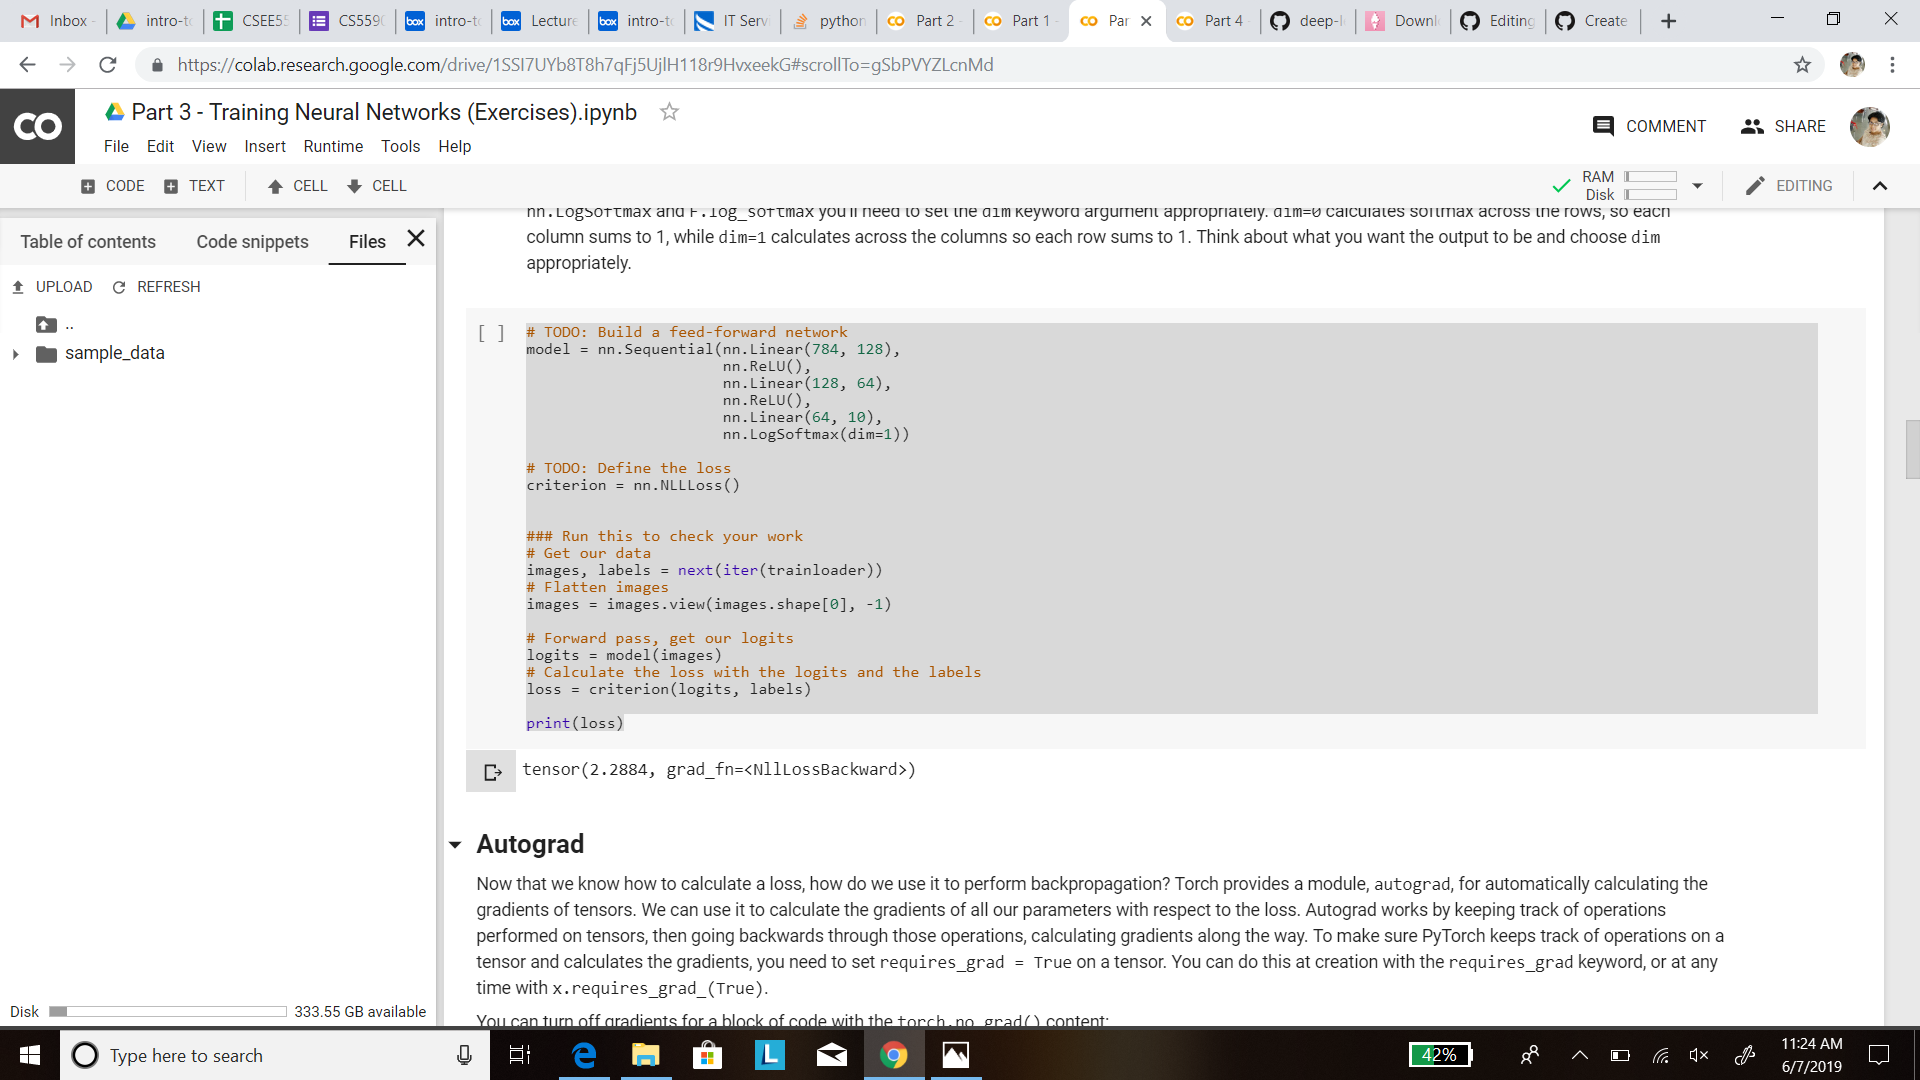 Inbox
intro-to
CSEE55
CS5590
box intro-to
box Lecture
box intro-to
IT Servi
python
Part 2
Part 1
Par
Part 4
deep-l
Downl
Editing
Create
https://colab.research.google.com/drive/1SSI7UYb8T8h7qFj5UjlH118r9HvxeekG#scrollTo=gSbPVYZLcnMd
CO
Part 3 - Training Neural Networks (Exercises).ipynb
COMMENT
SHARE
File Edit View Insert Runtime Tools Help
CODE TEXT CELL CELL
RAM
Disk
EDITING
Table of contents Code snippets Files
UPLOAD REFRESH
..
sample_data
Disk 333.55 GB available
nn.LogSoftmax and F.log_softmax you'll need to set the dim keyword argument appropriately. dim=0 calculates softmax across the rows, so each
column sums to 1, while dim=1 calculates across the columns so each row sums to 1. Think about what you want the output to be and choose dim
appropriately.
[ ]
# TODO: Build a feed-forward network
model = nn.Sequential(nn.Linear(784, 128),
nn.ReLU(),
nn.Linear(128, 64),
nn.ReLU(),
nn.Linear(64, 10),
nn.LogSoftmax(dim=1))
# TODO: Define the loss
criterion = nn.NLLLoss()
### Run this to check your work
# Get our data
images, labels = next(iter(trainloader))
# Flatten images
images = images.view(images.shape[0], -1)
# Forward pass, get our logits
logits = model(images)
# Calculate the loss with the logits and the labels
loss = criterion(logits, labels)
print(loss)
tensor(2.2884, grad_fn=<NllLossBackward>)
Autograd
Now that we know how to calculate a loss, how do we use it to perform backpropagation? Torch provides a module, autograd, for automatically calculating the
gradients of tensors. We can use it to calculate the gradients of all our parameters with respect to the loss. Autograd works by keeping track of operations
performed on tensors, then going backwards through those operations, calculating gradients along the way. To make sure PyTorch keeps track of operations on a
tensor and calculates the gradients, you need to set requires_grad = True on a tensor. You can do this at creation with the requires_grad keyword, or at any
time with x.requires_grad_(True).
You can turn off gradients for a block of code with the torch.no_grad() content:
Type here to search
L
42%
11:24 AM
6/7/2019